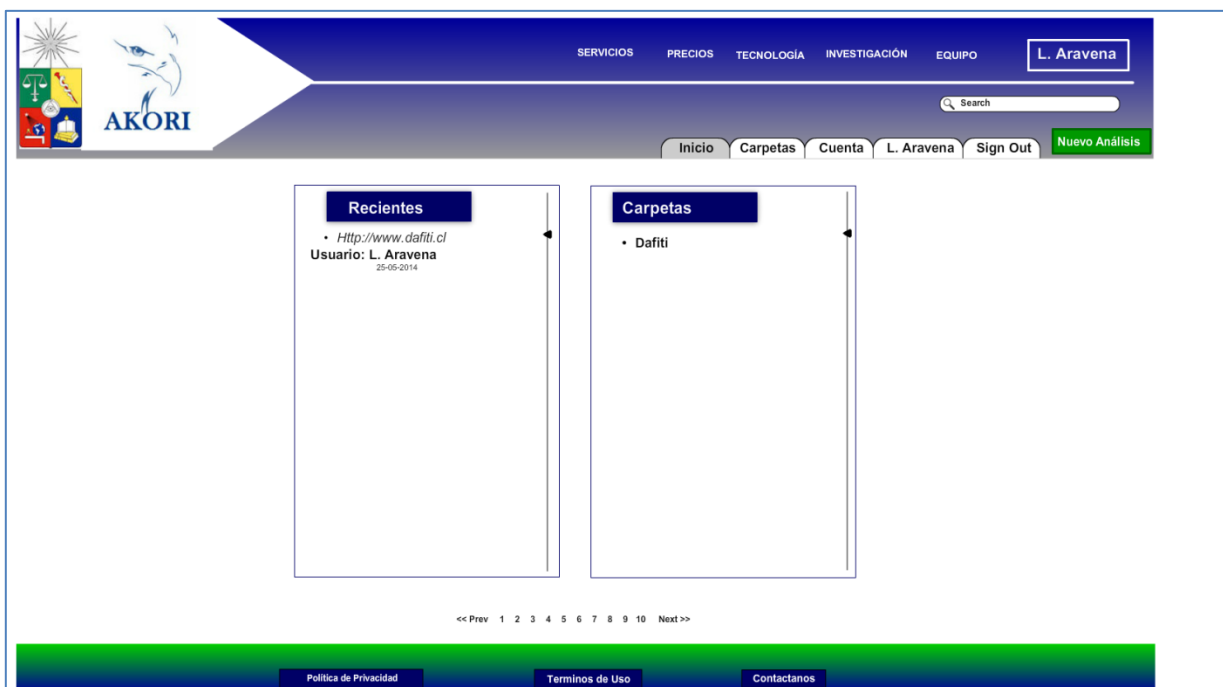 SERVICIOS PRECIOS TECNOLOGÍA INVESTIGACIÓN EQUIPO L. Aravena
AKORI
Search
Inicio Carpetas Cuenta L. Aravena Sign Out Nuevo Análisis
Recientes
• Http://www.dafiti.cl
Usuario: L. Aravena
25-05-2014
Carpetas
• Dafiti
<< Prev 1 2 3 4 5 6 7 8 9 10 Next >>
Política de Privacidad Terminos de Uso Contactanos